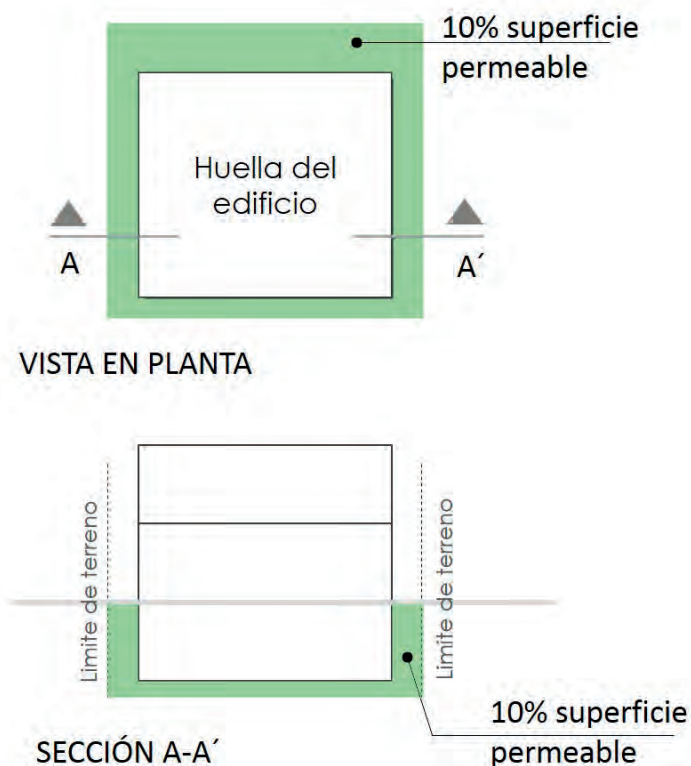 10% superficie
permeable
Huella del
edificio
A
A´
VISTA EN PLANTA
Limite de terreno
Limite de terreno
10% superficie
permeable
SECCIÓN A-A´